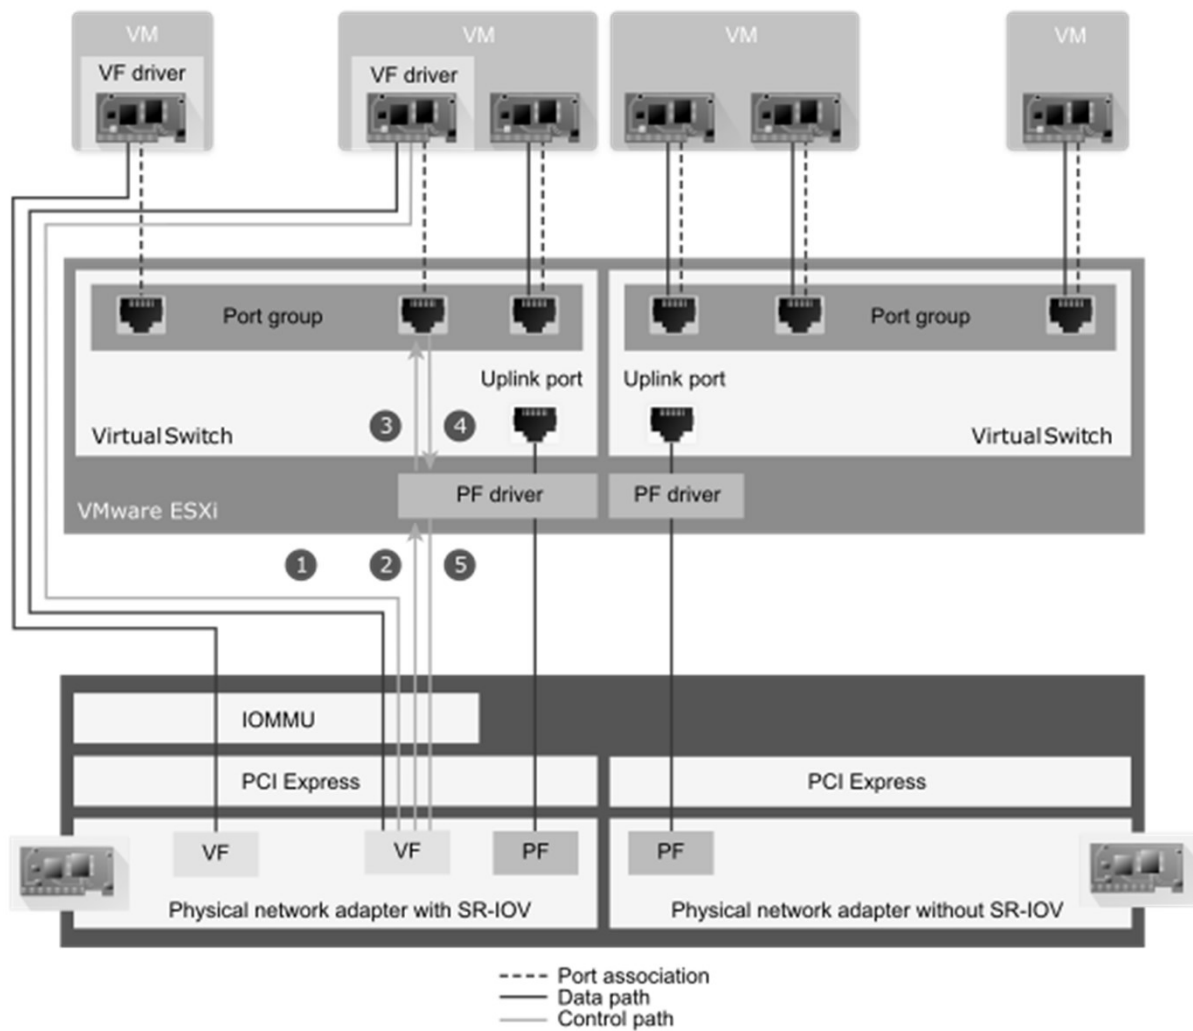 VM
VM
VM
VM
VF driver
VF driver
Port group
Port group
Uplink port
Uplink port
3
4
Virtual Switch
Virtual Switch
PF driver
PF driver
VMware ESXi
1
2
5
IOMMU
PCI Express
PCI Express
VF
VF
PF
PF
Physical network adapter with SR-IOV
Physical network adapter without SR-IOV
Port association
Data path
Control path